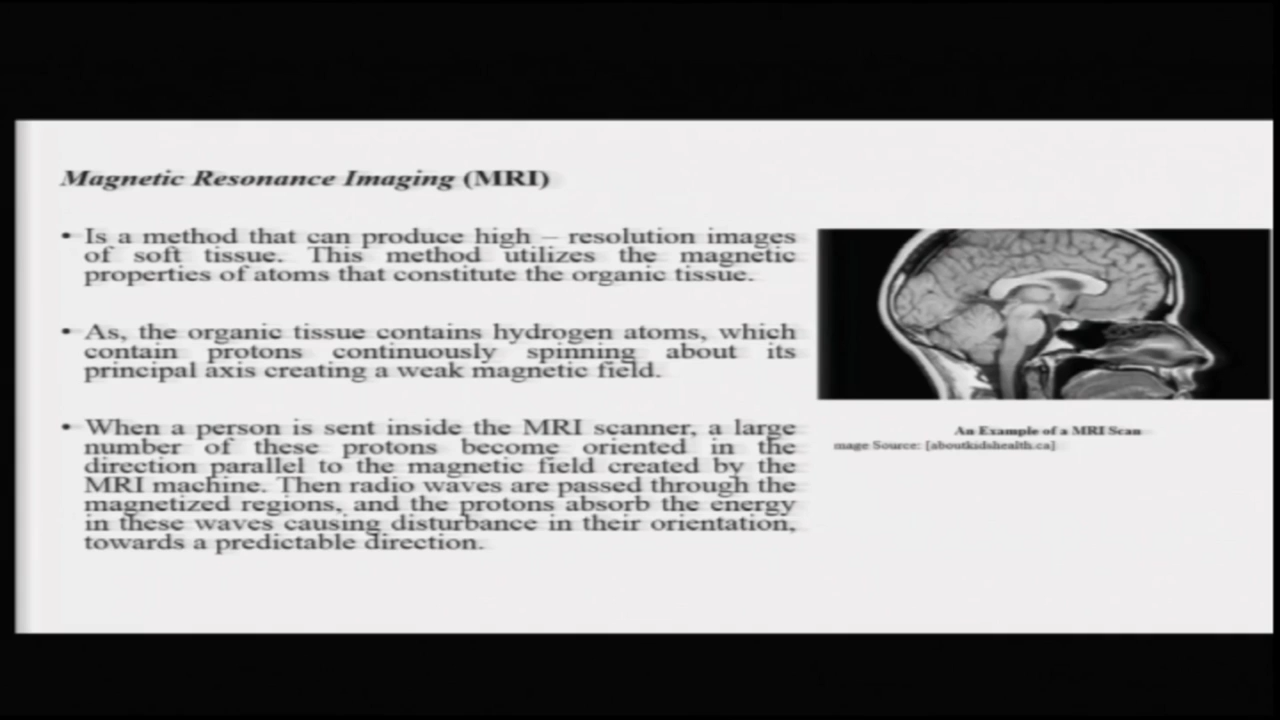 Magnetic Resonance Imaging (MRI)
• Is a method that can produce high – resolution images
of soft tissue. This method utilizes the magnetic
properties of atoms that constitute the organic tissue.
• As, the organic tissue contains hydrogen atoms, which
contain protons continuously spinning about its
principal axis creating a weak magnetic field.
• When a person is sent inside the MRI scanner, a large
number of these protons become oriented in the
direction parallel to the magnetic field created by the
MRI machine. Then radio waves are passed through the
magnetized regions, and the protons absorb the energy
in these waves causing disturbance in their orientation,
towards a predictable direction.
An Example of a MRI Scan
mage Source: [aboutkidshealth.ca]